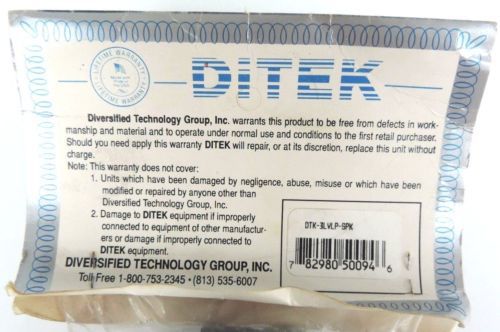 LIFETIME WARRANTY
LIFETIME WARRANTY
DITEK
Diversified Technology Group, Inc. warrants this product to be free from defects in work-
manship and material and to operate under normal use and conditions to the first retail purchaser.
Should you need apply this warranty DITEK will repair, or at its discretion, replace this unit without
charge.
Note: This warranty does not cover:
1. Units which have been damaged by negligence, abuse, misuse or which have been
modified or repaired by anyone other than
Diversified Technology Group, Inc.
2. Damage to DITEK equipment if improperly
connected to equipment of other manufactur-
ers or damage if improperly connected to
DITEK equipment.
DIVERSIFIED TECHNOLOGY GROUP, INC.
Toll Free 1-800-753-2345 • (813) 535-6007
DTK-3LVLP-SPK
7 82980 50094 6